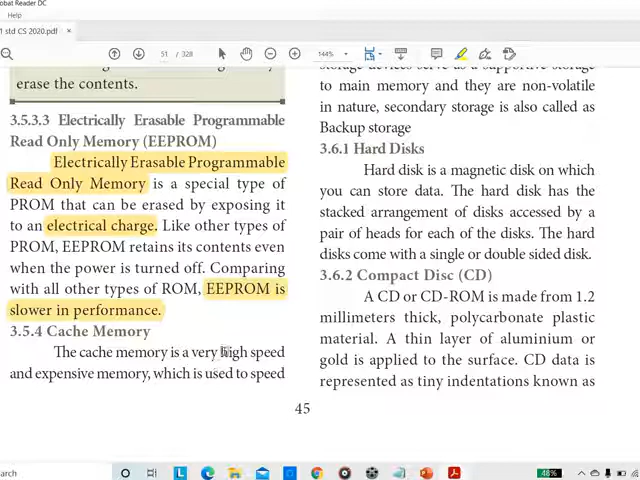 obat Reader DC
Help
1 std CS 2020.pdf ×
51 / 328
144%
erase the contents.
3.5.3.3 Electrically Erasable Programmable
Read Only Memory (EEPROM)
Electrically Erasable Programmable
Read Only Memory is a special type of
PROM that can be erased by exposing it
to an electrical charge. Like other types of
PROM, EEPROM retains its contents even
when the power is turned off. Comparing
with all other types of ROM, EEPROM is
slower in performance.
3.5.4 Cache Memory
The cache memory is a very high speed
and expensive memory, which is used to speed
storage devices serve as a supportive storage
to main memory and they are non-volatile
in nature, secondary storage is also called as
Backup storage
3.6.1 Hard Disks
Hard disk is a magnetic disk on which
you can store data. The hard disk has the
stacked arrangement of disks accessed by a
pair of heads for each of the disks. The hard
disks come with a single or double sided disk.
3.6.2 Compact Disc (CD)
A CD or CD-ROM is made from 1.2
millimeters thick, polycarbonate plastic
material. A thin layer of aluminium or
gold is applied to the surface. CD data is
represented as tiny indentations known as
45
arch
48%